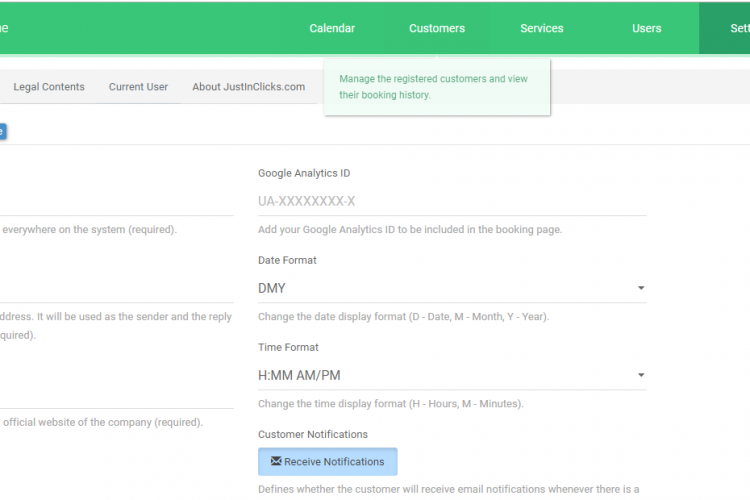 Calendar Customers Services Users
Manage the registered customers and view
their booking history.
Legal Contents Current User About JustInClicks.com
Google Analytics ID
UA-XXXXXXXX-X
everywhere on the system (required).
Add your Google Analytics ID to be included in the booking page.
Date Format
DMY
ddress. It will be used as the sender and the reply
quired).
Change the date display format (D - Date, M - Month, Y - Year).
Time Format
H:MM AM/PM
official website of the company (required).
Change the time display format (H - Hours, M - Minutes).
Customer Notifications
Receive Notifications
Defines whether the customer will receive email notifications whenever there is a